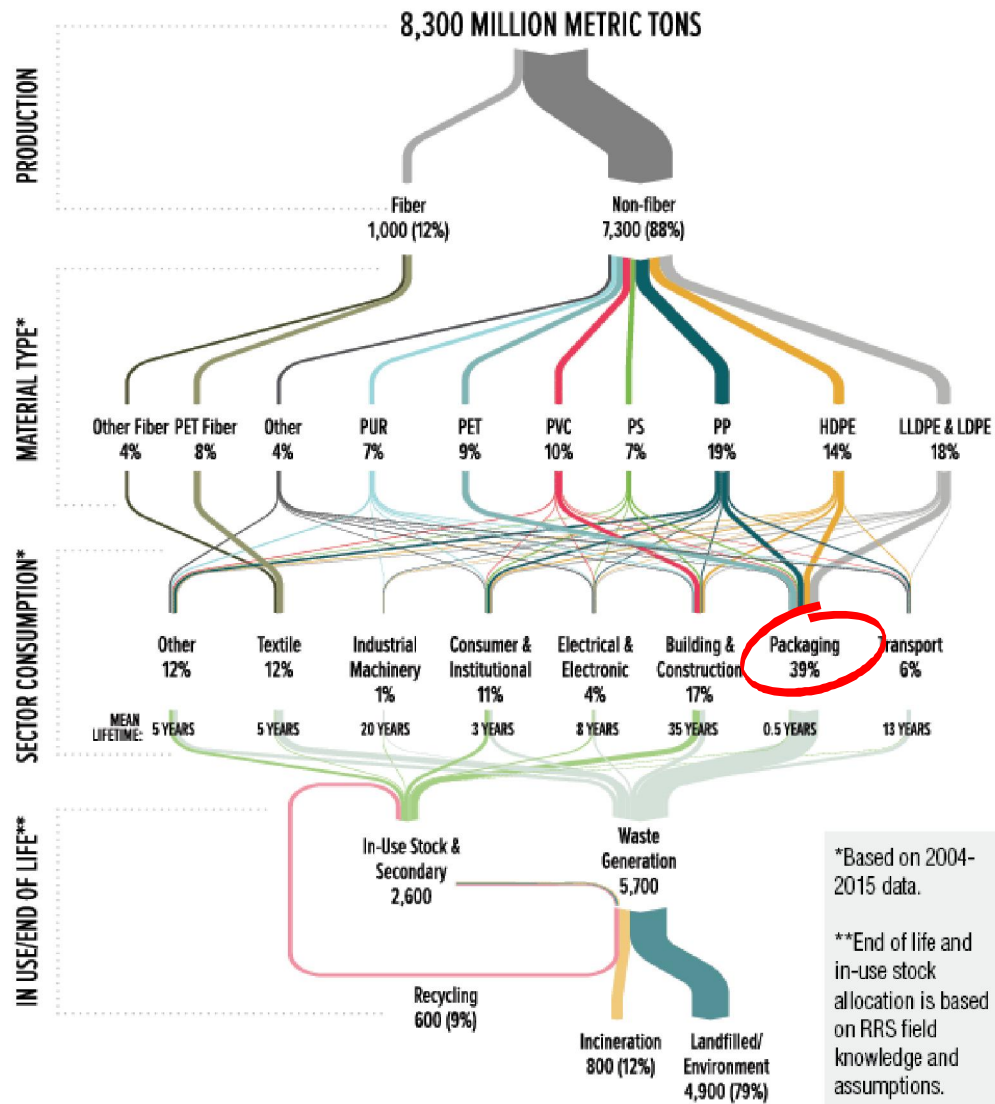 8,300 MILLION METRIC TONS
PRODUCTION
Fiber
1,000 (12%)
Non-fiber
7,300 (88%)
MATERIAL TYPE*
Other Fiber
4%
PET Fiber
8%
Other
4%
PUR
7%
PET
9%
PVC
10%
PS
7%
PP
19%
HDPE
14%
LLDPE & LDPE
18%
SECTOR CONSUMPTION*
Other
12%
Textile
12%
Industrial
Machinery
1%
Consumer &
Institutional
11%
Electrical &
Electronic
4%
Building &
Construction
17%
Packaging
39%
Transport
6%
MEAN
LIFETIME:
5 YEARS
5 YEARS
20 YEARS
3 YEARS
8 YEARS
35 YEARS
0.5 YEARS
13 YEARS
IN USE/END OF LIFE**
In-Use Stock &
Secondary
2,600
Waste
Generation
5,700
Recycling
600 (9%)
Incineration
800 (12%)
Landfilled/
Environment
4,900 (79%)
*Based on 2004-
2015 data.
**End of life and
in-use stock
allocation is based
on RRS field
knowledge and
assumptions.